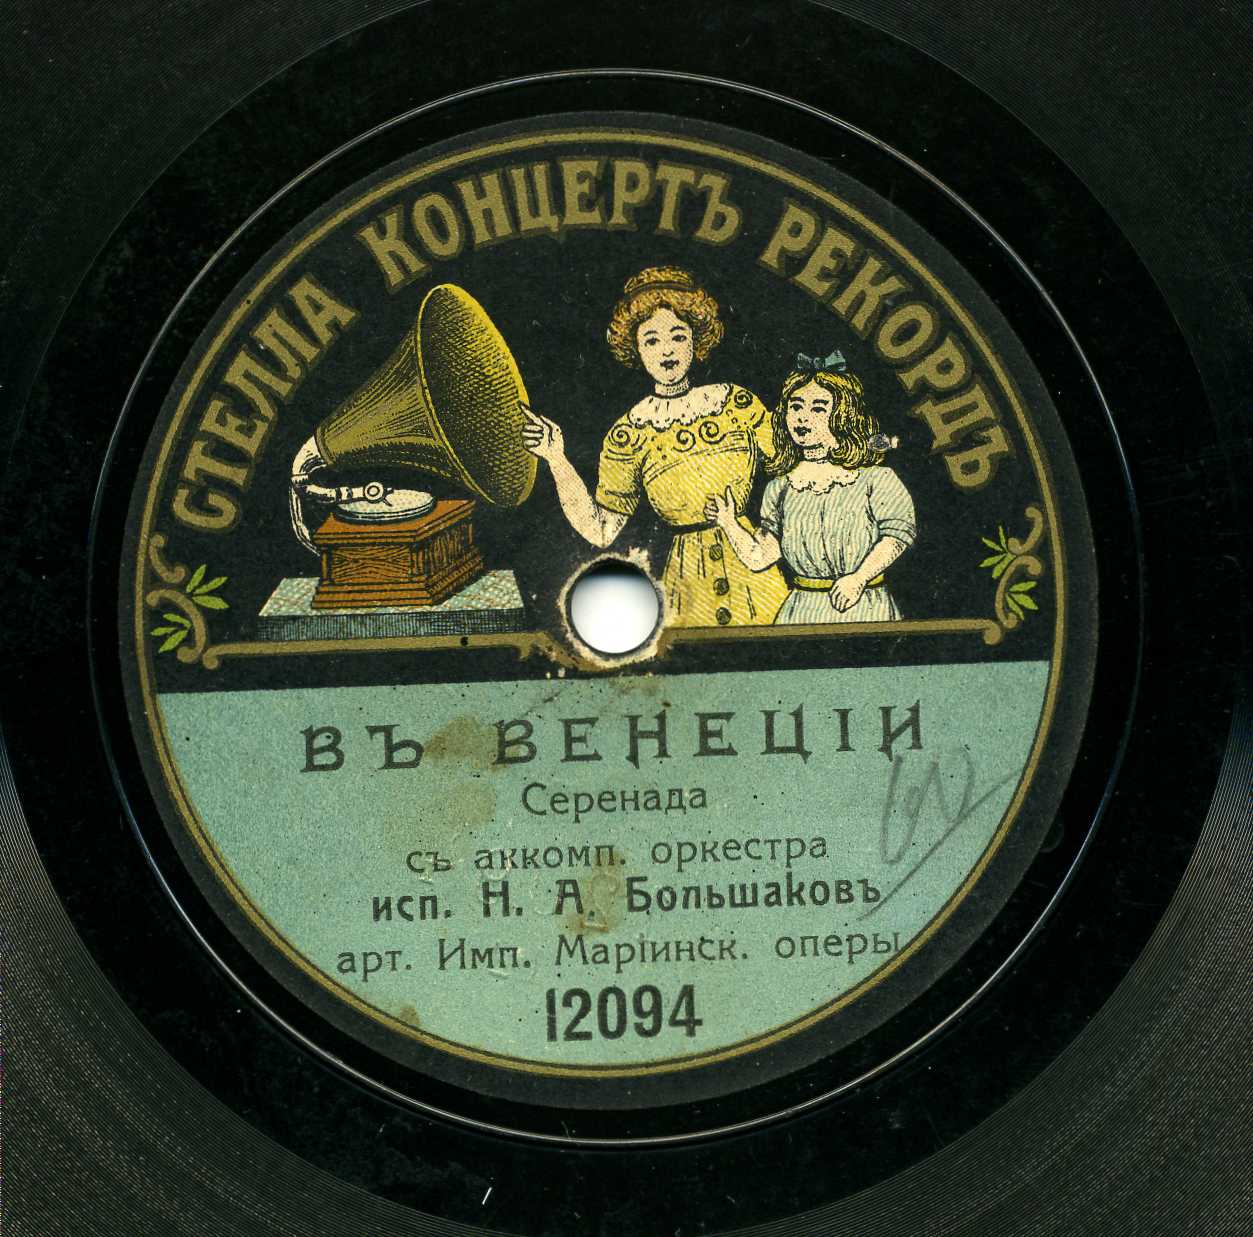 СТЕЛЛА КОНЦЕРТЪ РЕКОРДЪ
ВЪ ВЕНЕЦІИ
Серенада
съ аккомп. оркестра
исп. Н. А. Большаковъ
арт. Имп. Маріинск. оперы
12094